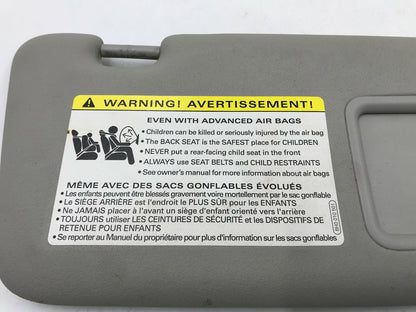 WARNING! AVERTISSEMENT!
EVEN WITH ADVANCED AIR BAGS
• Children can be killed or seriously injured by the air bag
• The BACK SEAT is the SAFEST place for CHILDREN
• NEVER put a rear-facing child seat in the front
• ALWAYS use SEAT BELTS and CHILD RESTRAINTS
• See owner's manual for more information about air bags
MÊME AVEC DES SACS GONFLABLES ÉVOLUÉS
• Les enfants peuvent être blessés gravement voire mortellement par le sac gonflable
• Le SIÈGE ARRIÈRE est l'endroit le PLUS SÛR pour les ENFANTS
• Ne JAMAIS placer à l'avant un siège d'enfant orienté vers l'arrière
• TOUJOURS utiliser LES CEINTURES DE SÉCURITÉ et les DISPOSITIFS DE
RETENUE POUR ENFANTS
• Se reporter au Manuel du propriétaire pour plus d'information sur les sacs gonflables